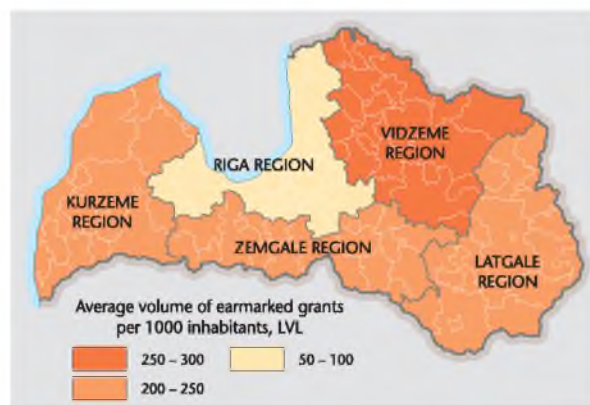 VIDZEME
REGION
RIGA REGION
KURZEME
REGION
ZEMGALE REGION
LATGALE
REGION
Average volume of earmarked grants
per 1000 inhabitants, LVL
250 – 300
50 – 100
200 – 250